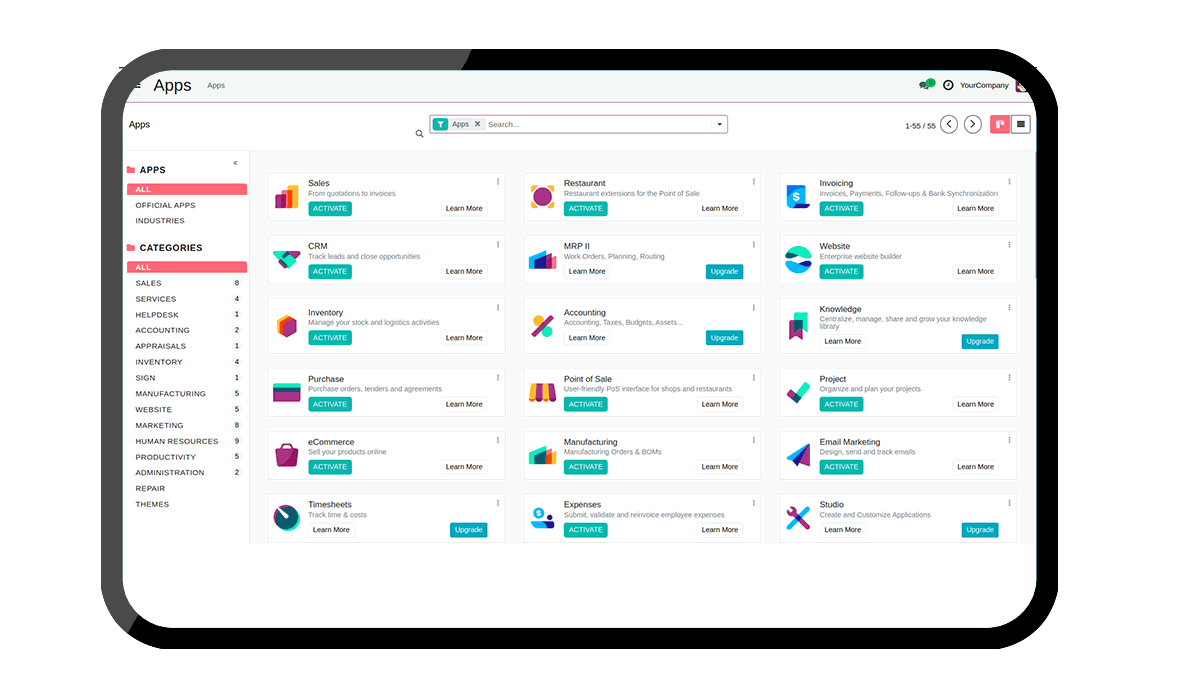 Apps Apps YourCompany
Apps
Apps Search...
1-55 / 55
APPS
ALL
OFFICIAL APPS
INDUSTRIES
CATEGORIES
ALL
SALES 8
SERVICES 4
HELPDESK 1
ACCOUNTING 2
APPRAISALS 1
INVENTORY 4
SIGN 1
MANUFACTURING 5
WEBSITE 5
MARKETING 8
HUMAN RESOURCES 9
PRODUCTIVITY 5
ADMINISTRATION 2
REPAIR
THEMES
Sales
From quotations to invoices
ACTIVATE Learn More
Restaurant
Restaurant extensions for the Point of Sale
ACTIVATE Learn More
Invoicing
Invoices, Payments, Follow-ups & Bank Synchronization
ACTIVATE Learn More
CRM
Track leads and close opportunities
ACTIVATE Learn More
MRP II
Work Orders, Planning, Routing
Learn More Upgrade
Website
Enterprise website builder
ACTIVATE Learn More
Inventory
Manage your stock and logistics activities
ACTIVATE Learn More
Accounting
Accounting, Taxes, Budgets, Assets...
Learn More Upgrade
Knowledge
Centralize, manage, share and grow your knowledge
library
Learn More Upgrade
Purchase
Purchase orders, tenders and agreements
ACTIVATE Learn More
Point of Sale
User-friendly PoS interface for shops and restaurants
ACTIVATE Learn More
Project
Organize and plan your projects
ACTIVATE Learn More
eCommerce
Sell your products online
ACTIVATE Learn More
Manufacturing
Manufacturing Orders & BOMs
ACTIVATE Learn More
Email Marketing
Design, send and track emails
ACTIVATE Learn More
Timesheets
Track time & costs
Learn More Upgrade
Expenses
Submit, validate and reinvoice employee expenses
ACTIVATE Learn More
Studio
Create and Customize Applications
Learn More Upgrade